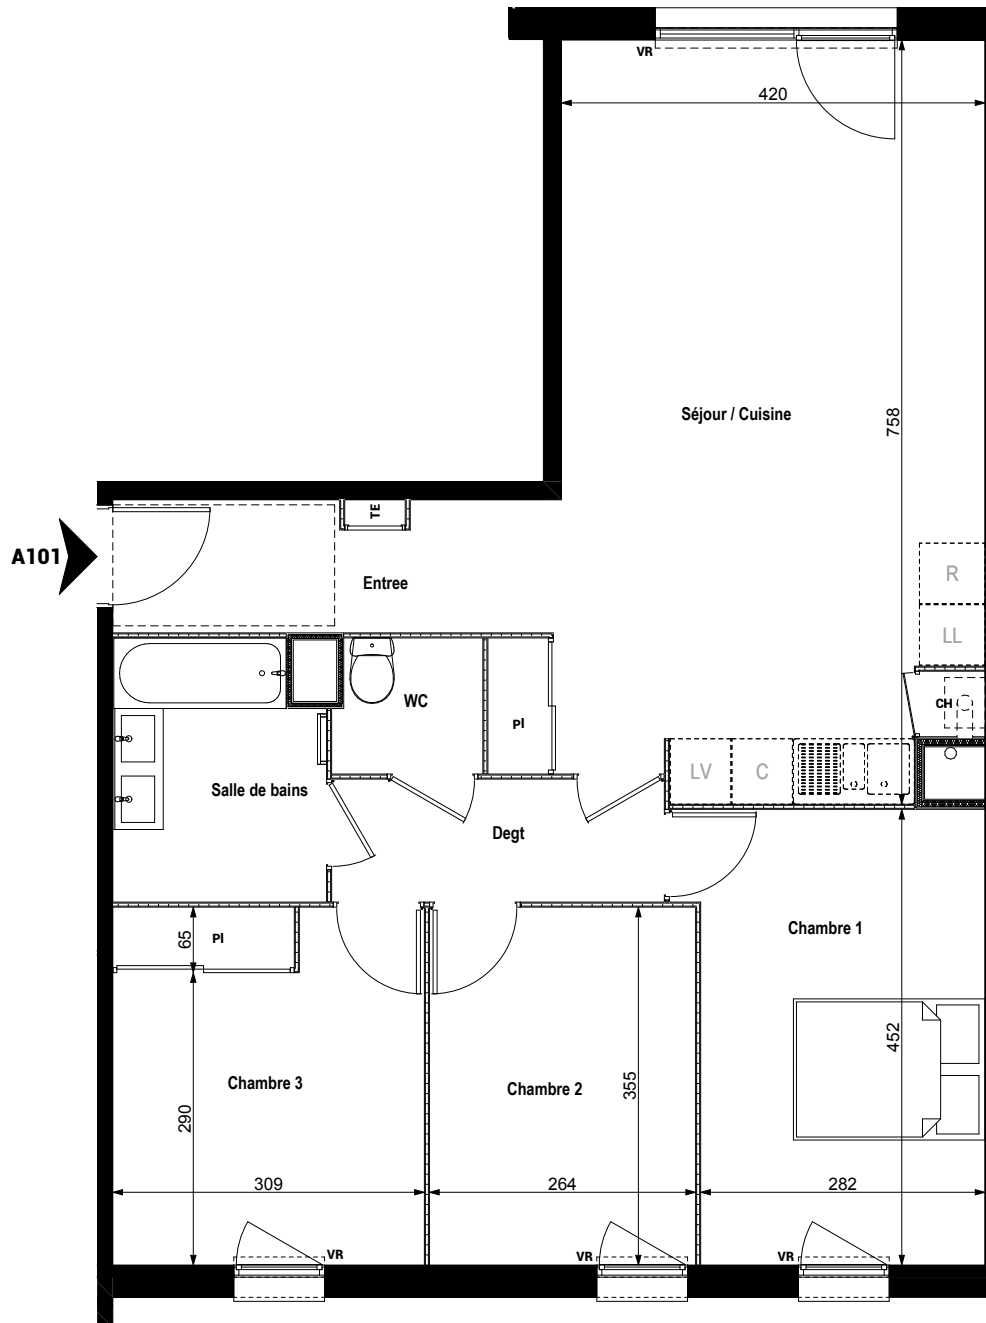 VR
420
Séjour / Cuisine
758
TE
A101
Entree
R
LL
CH
WC
Pl
LV
C
Salle de bains
Degt
Pl
65
Chambre 1
452
Chambre 3
290
Chambre 2
355
309
264
282
VR
VR
VR